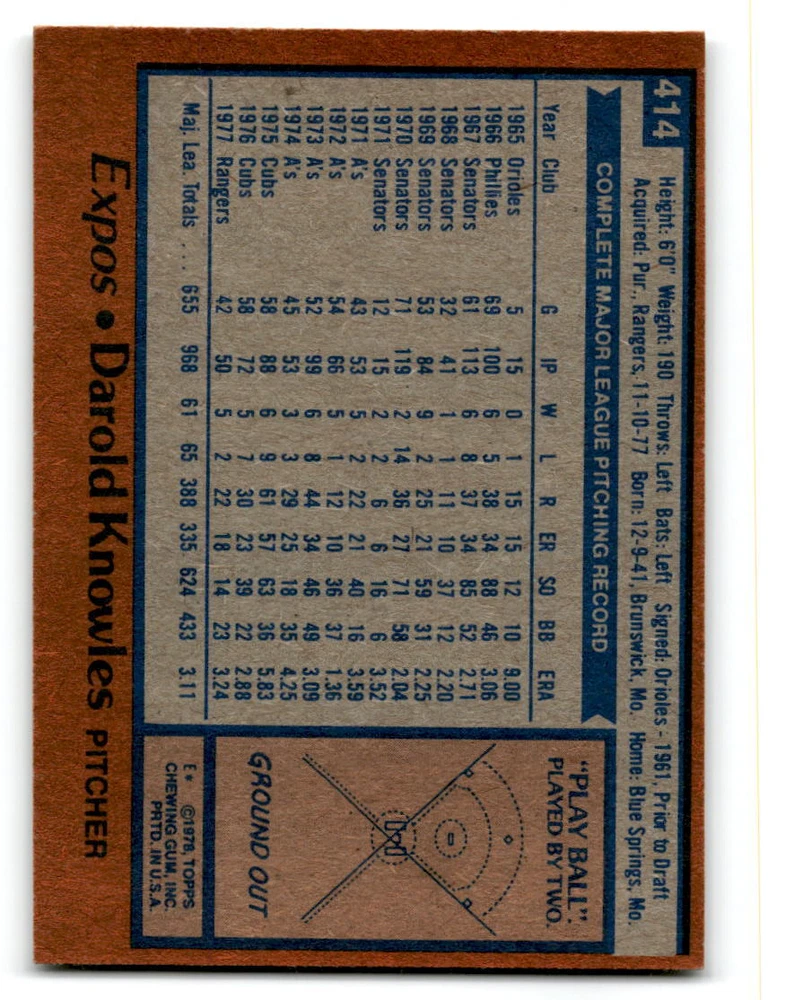 414
Height: 6'0" Weight: 190 Throws: Left Bats: Left Signed: Orioles - 1961, Prior to Draft
Acquired: Pur., Rangers, 11-10-77 Born: 12-9-41, Brunswick, Mo. Home: Blue Springs, Mo.
COMPLETE MAJOR LEAGUE PITCHING RECORD
Year Club G IP W L R ER SO BB ERA
1965 Orioles 5 15 0 1 15 15 12 10 9.00
1966 Phillies 69 100 6 5 38 34 88 46 3.06
1967 Senators 61 113 6 8 37 34 85 52 2.71
1968 Senators 32 41 1 1 11 10 37 12 2.20
1969 Senators 53 84 9 2 25 21 59 31 2.25
1970 Senators 71 119 2 14 36 27 71 58 2.04
1971 Senators 12 15 2 2 6 6 16 6 3.52
1971 A's 43 53 5 2 22 21 40 16 3.59
1972 A's 54 66 5 1 12 10 36 37 1.36
1973 A's 52 99 6 8 44 34 46 49 3.09
1974 A's 45 53 3 3 29 25 18 35 4.25
1975 Cubs 58 88 6 9 61 57 63 36 5.83
1976 Cubs 58 72 5 7 30 23 39 22 2.88
1977 Rangers 42 50 5 2 22 18 14 23 3.24
Maj. Lea. Totals ... 655 968 61 65 388 335 624 433 3.11
"PLAY BALL".
PLAYED BY TWO.
GROUND OUT
E* ©1978 TOPPS
CHEWING GUM, INC.
PRTD. IN U.S.A.
Expos • Darold Knowles PITCHER